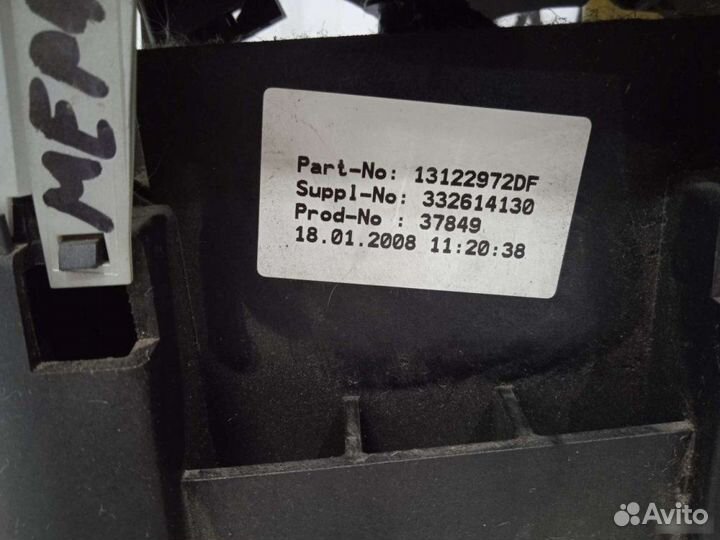 Part-No: 13122972DF
Suppl-No: 332614130
Prod-No : 37849
18.01.2008 11:20:38
Avito